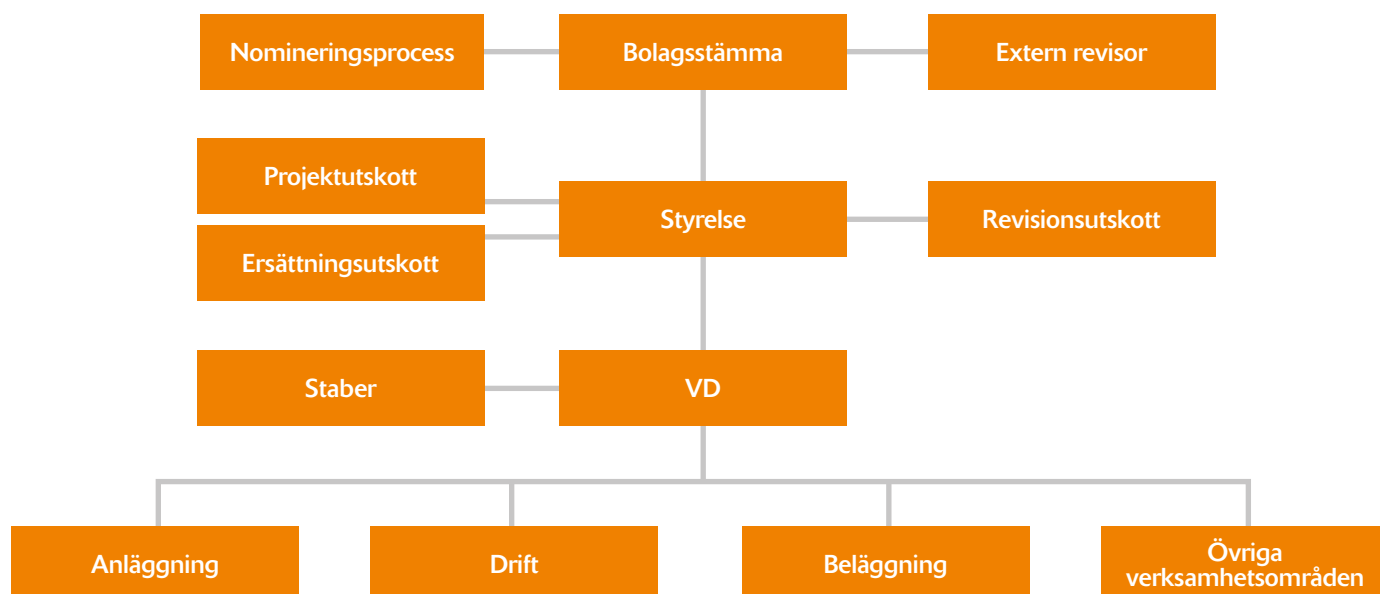 Nomineringsprocess
Bolagsstämma
Extern revisor
Projektutskott
Styrelse
Revisionsutskott
Ersättningsutskott
Staber
VD
Anläggning
Drift
Beläggning
Övriga
verksamhetsområden